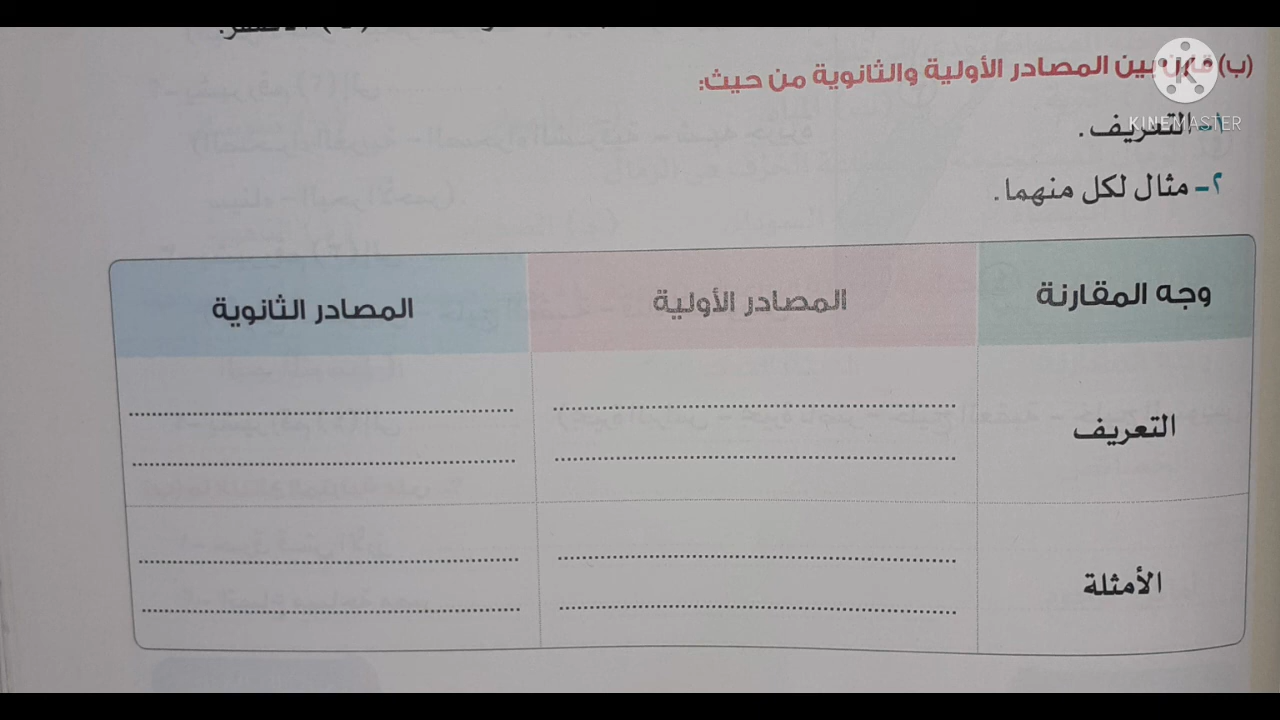 (ب) قارن بين المصادر الأولية والثانوية من حيث:
KINEMASTER
١- التعريف.
٢- مثال لكل منهما.
وجه المقارنة المصادر الأولية المصادر الثانوية
التعريف
الأمثلة